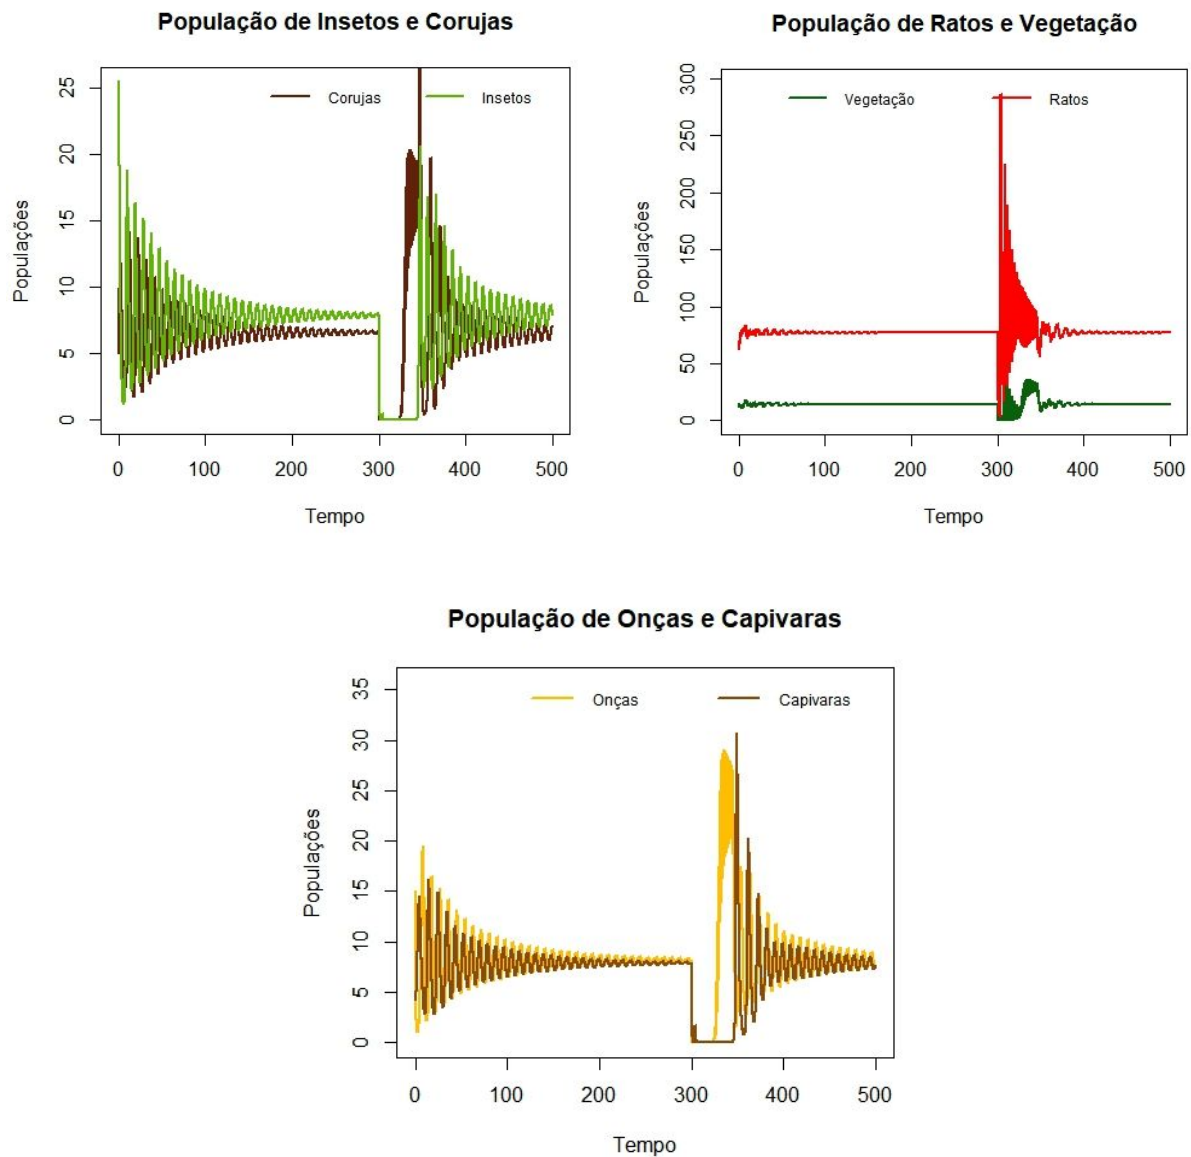 População de Insetos e Corujas
Corujas Insetos
25
20
15
10
5
0
Populações
0 100 200 300 400 500
Tempo
População de Ratos e Vegetação
Vegetação Ratos
300
250
200
150
100
50
0
Populações
0 100 200 300 400 500
Tempo
População de Onças e Capivaras
Onças Capivaras
35
30
25
20
15
10
5
0
Populações
0 100 200 300 400 500
Tempo